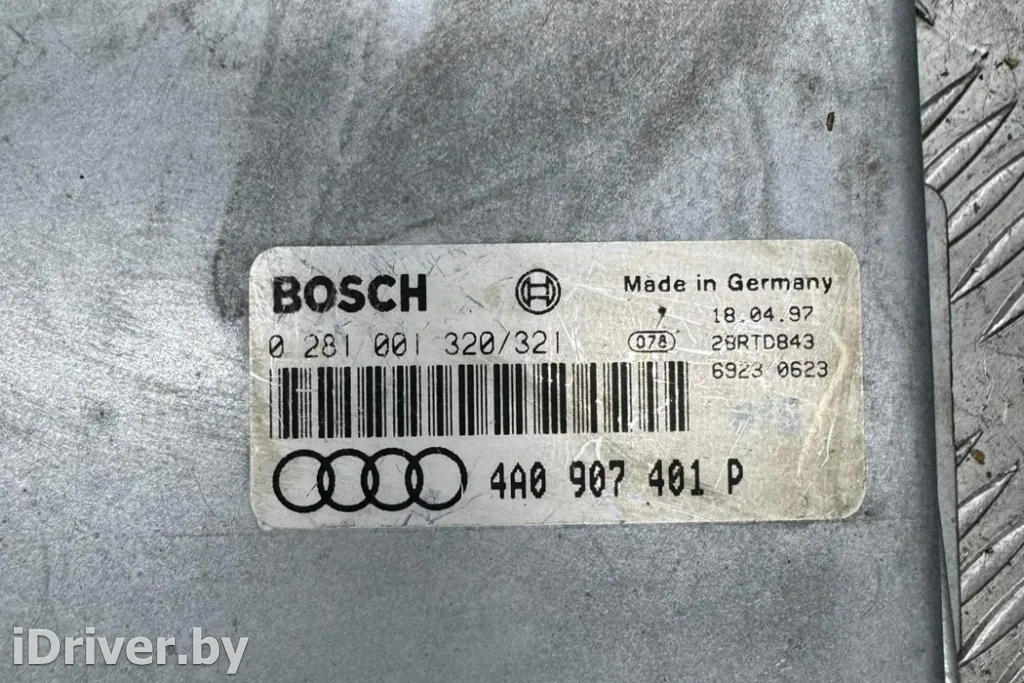 BOSCH Made in Germany
18.04.97
0 281 001 320/321 078 28RTD843
6923 0623
4A0 907 401 P
iDriver.by